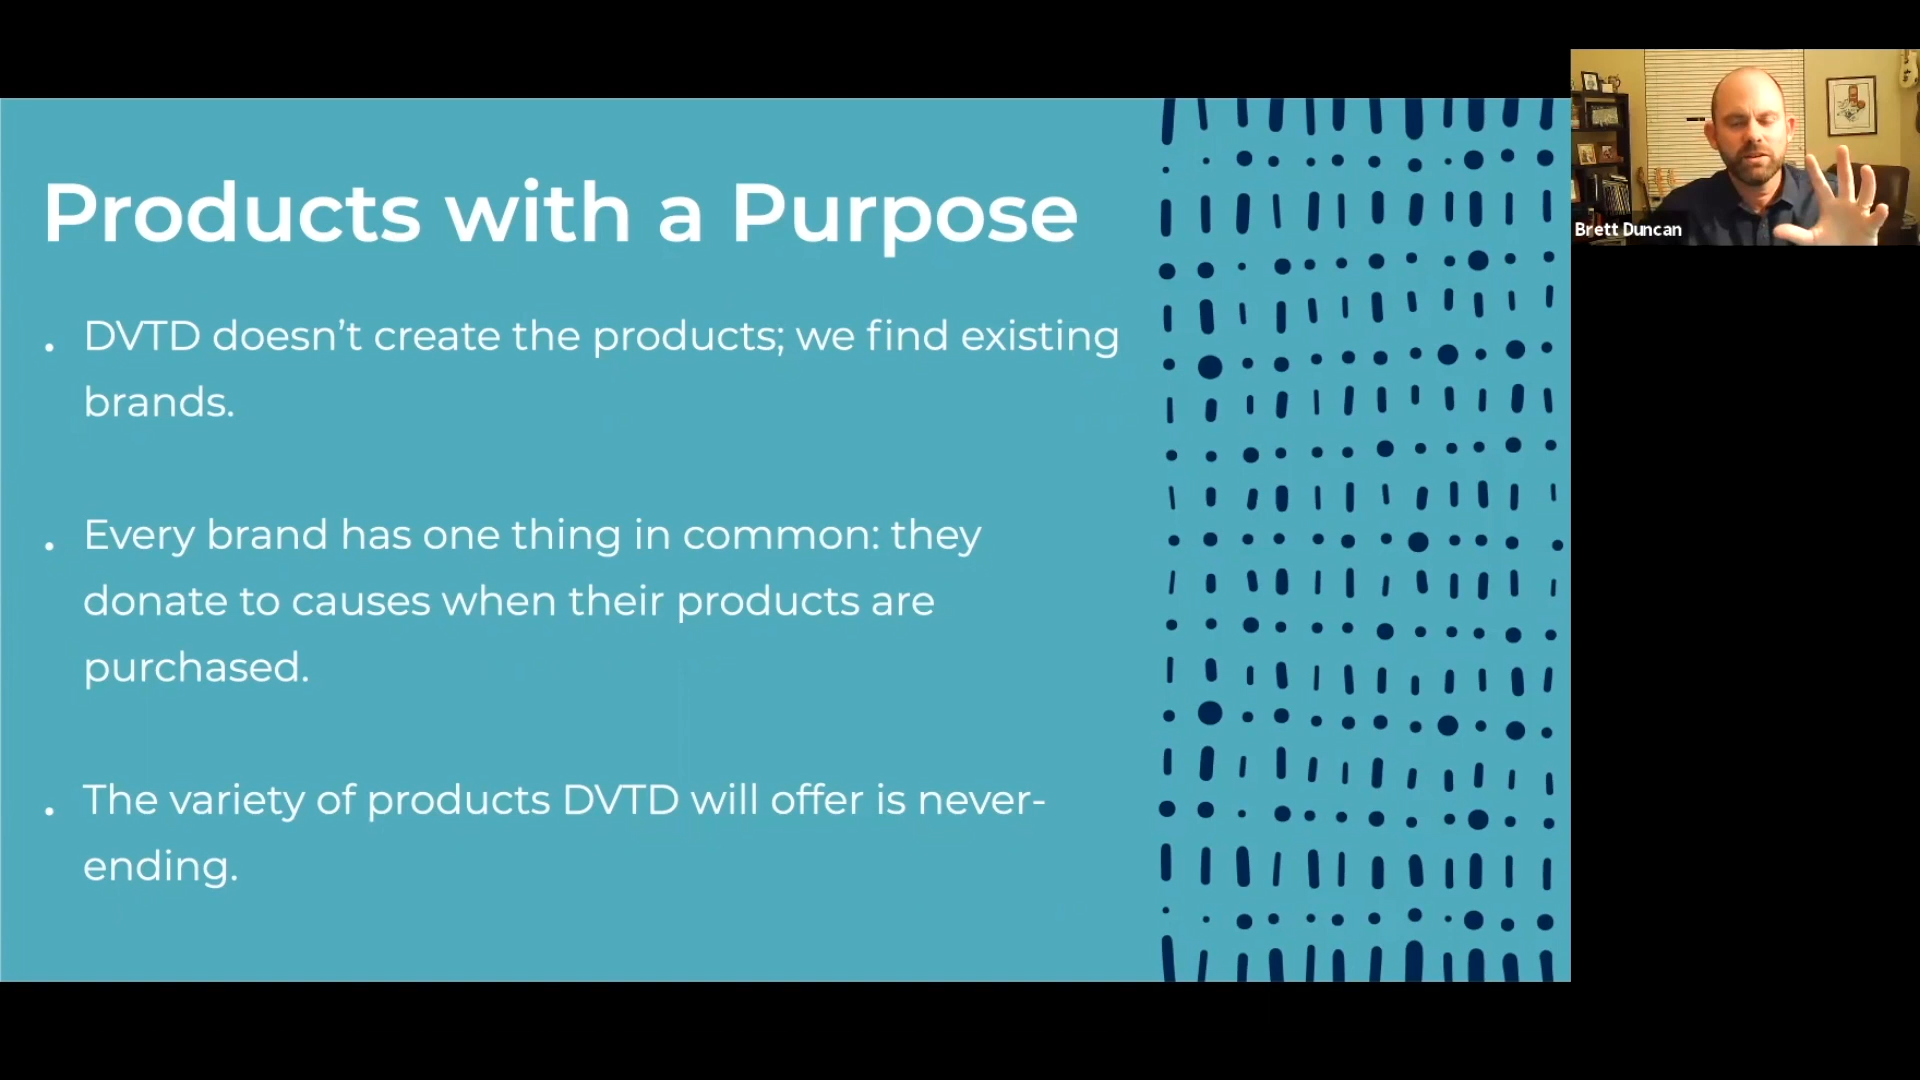 Products with a Purpose
. DVTD doesn’t create the products; we find existing
brands.
. Every brand has one thing in common: they
donate to causes when their products are
purchased.
. The variety of products DVTD will offer is never-
ending.
Brett Duncan